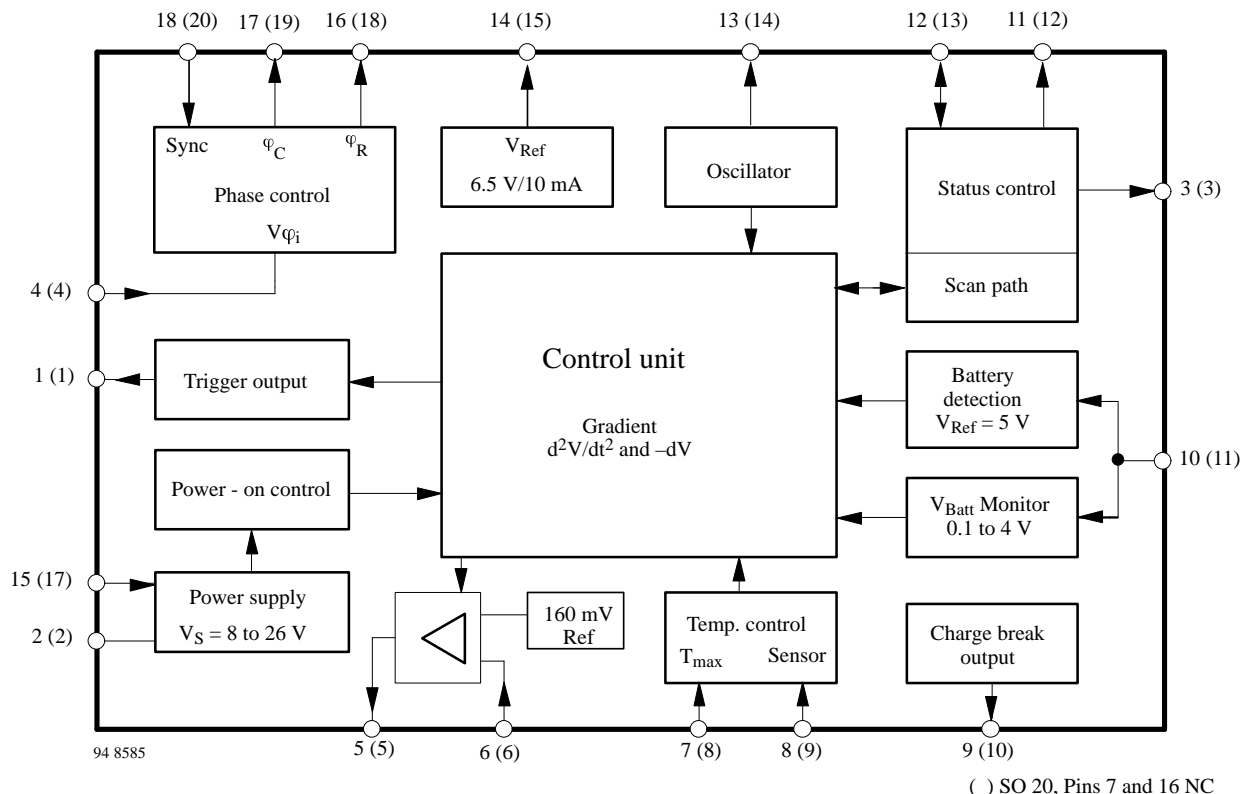 18 (20)
17 (19)
16 (18)
14 (15)
13 (14)
12 (13)
11 (12)
Sync
φC
φR
Phase control
Vφi
VRef
6.5 V/10 mA
Oscillator
Status control
Scan path
3 (3)
4 (4)
1 (1)
Trigger output
Control unit
Gradient
d²V/dt² and –dV
Battery
detection
VRef = 5 V
10 (11)
Power - on control
VBatt Monitor
0.1 to 4 V
15 (17)
2 (2)
Power supply
VS = 8 to 26 V
160 mV
Ref
Temp. control
Tmax
Sensor
Charge break
output
94 8585
5 (5)
6 (6)
7 (8)
8 (9)
9 (10)
( ) SO 20, Pins 7 and 16 NC